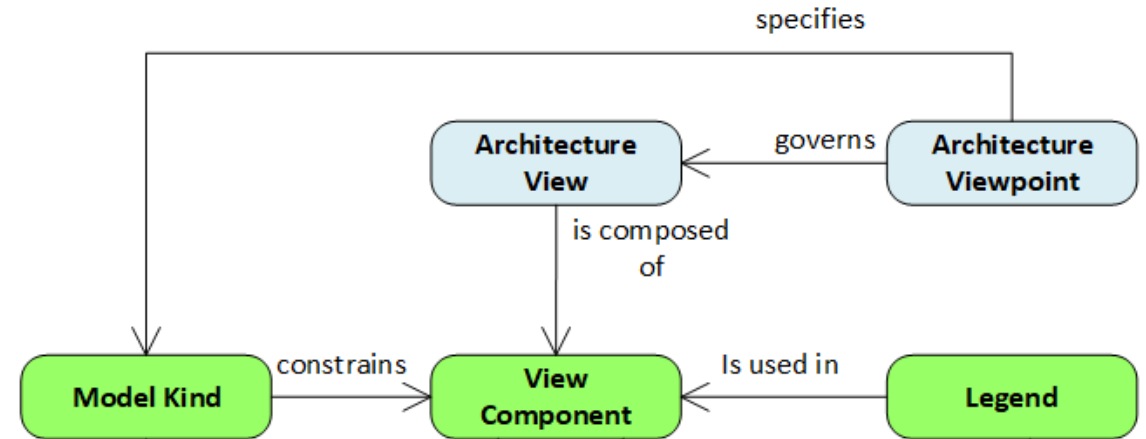 specifies
Architecture
View
governs
Architecture
Viewpoint
is composed
of
Model Kind
constrains
View
Component
Is used in
Legend